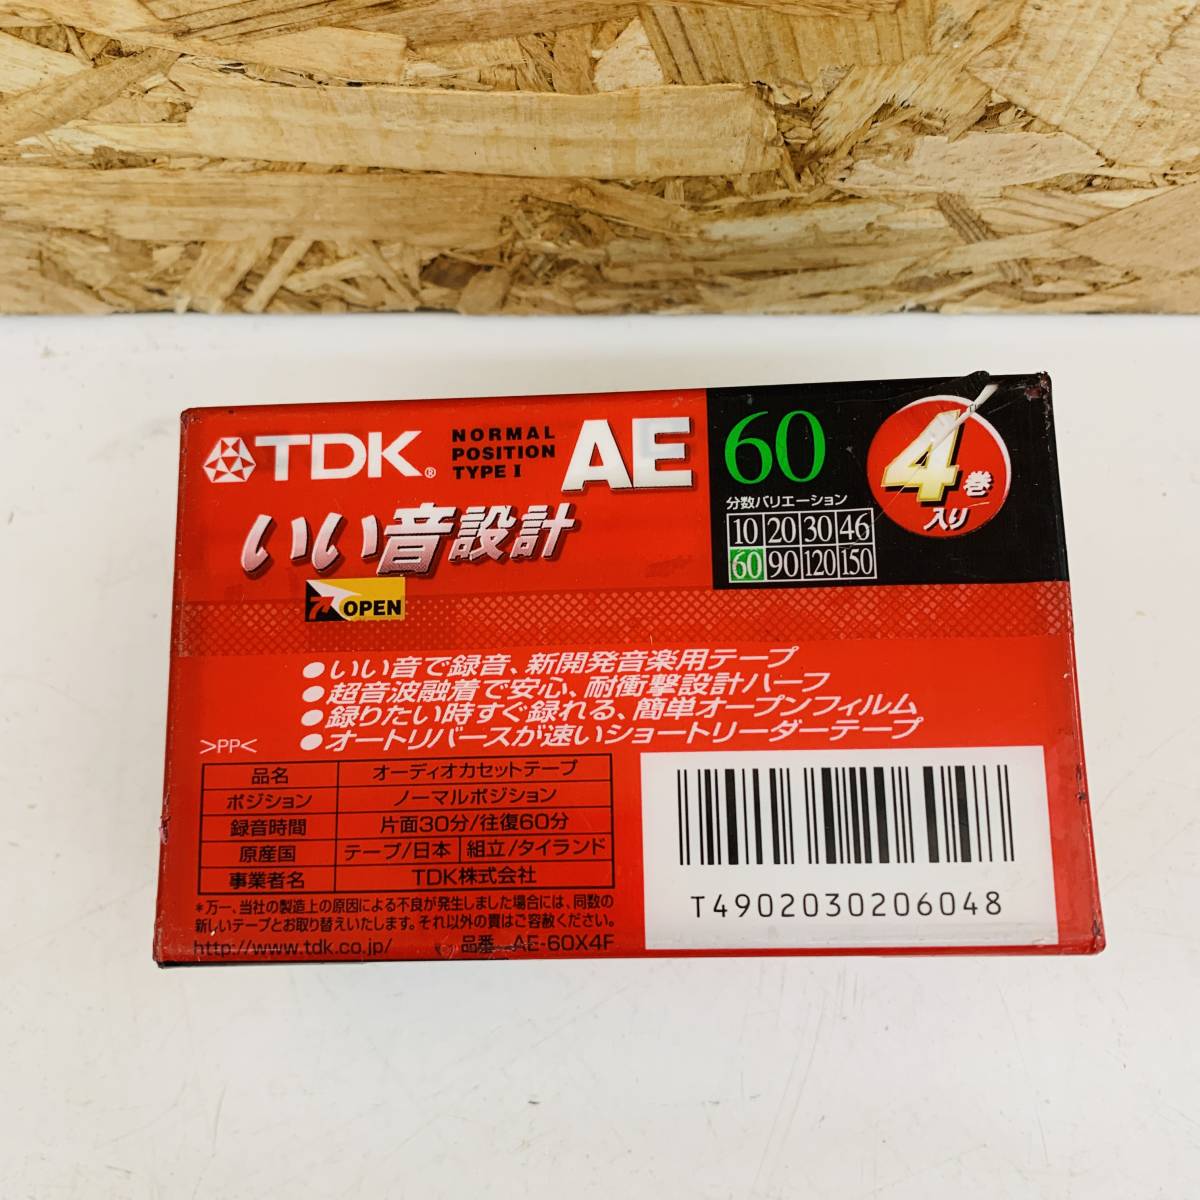 TDK®
NORMAL
POSITION
TYPE I
AE
60
分数バリエーション
10 20 30 46
60 90 120 150
4巻
入り
いい音設計
OPEN
●いい音で録音、新開発音楽用テープ
●超音波融着で安心、耐衝撃設計ハーフ
●録りたい時すぐ録れる、簡単オープンフィルム
●オートリバースが速いショートリーダーテープ
>PP<
品名 オーディオカセットテープ
ポジション ノーマルポジション
録音時間 片面30分/往復60分
原産国 テープ/日本 組立/タイランド
事業者名 TDK株式会社
*万一、当社の製造上の原因による不良が発生しました場合には、同数の
新しいテープとお取り替えいたします。それ以外の責はご容赦ください。
http://www.tdk.co.jp/ 品番 AE-60X4F
T4902030206048